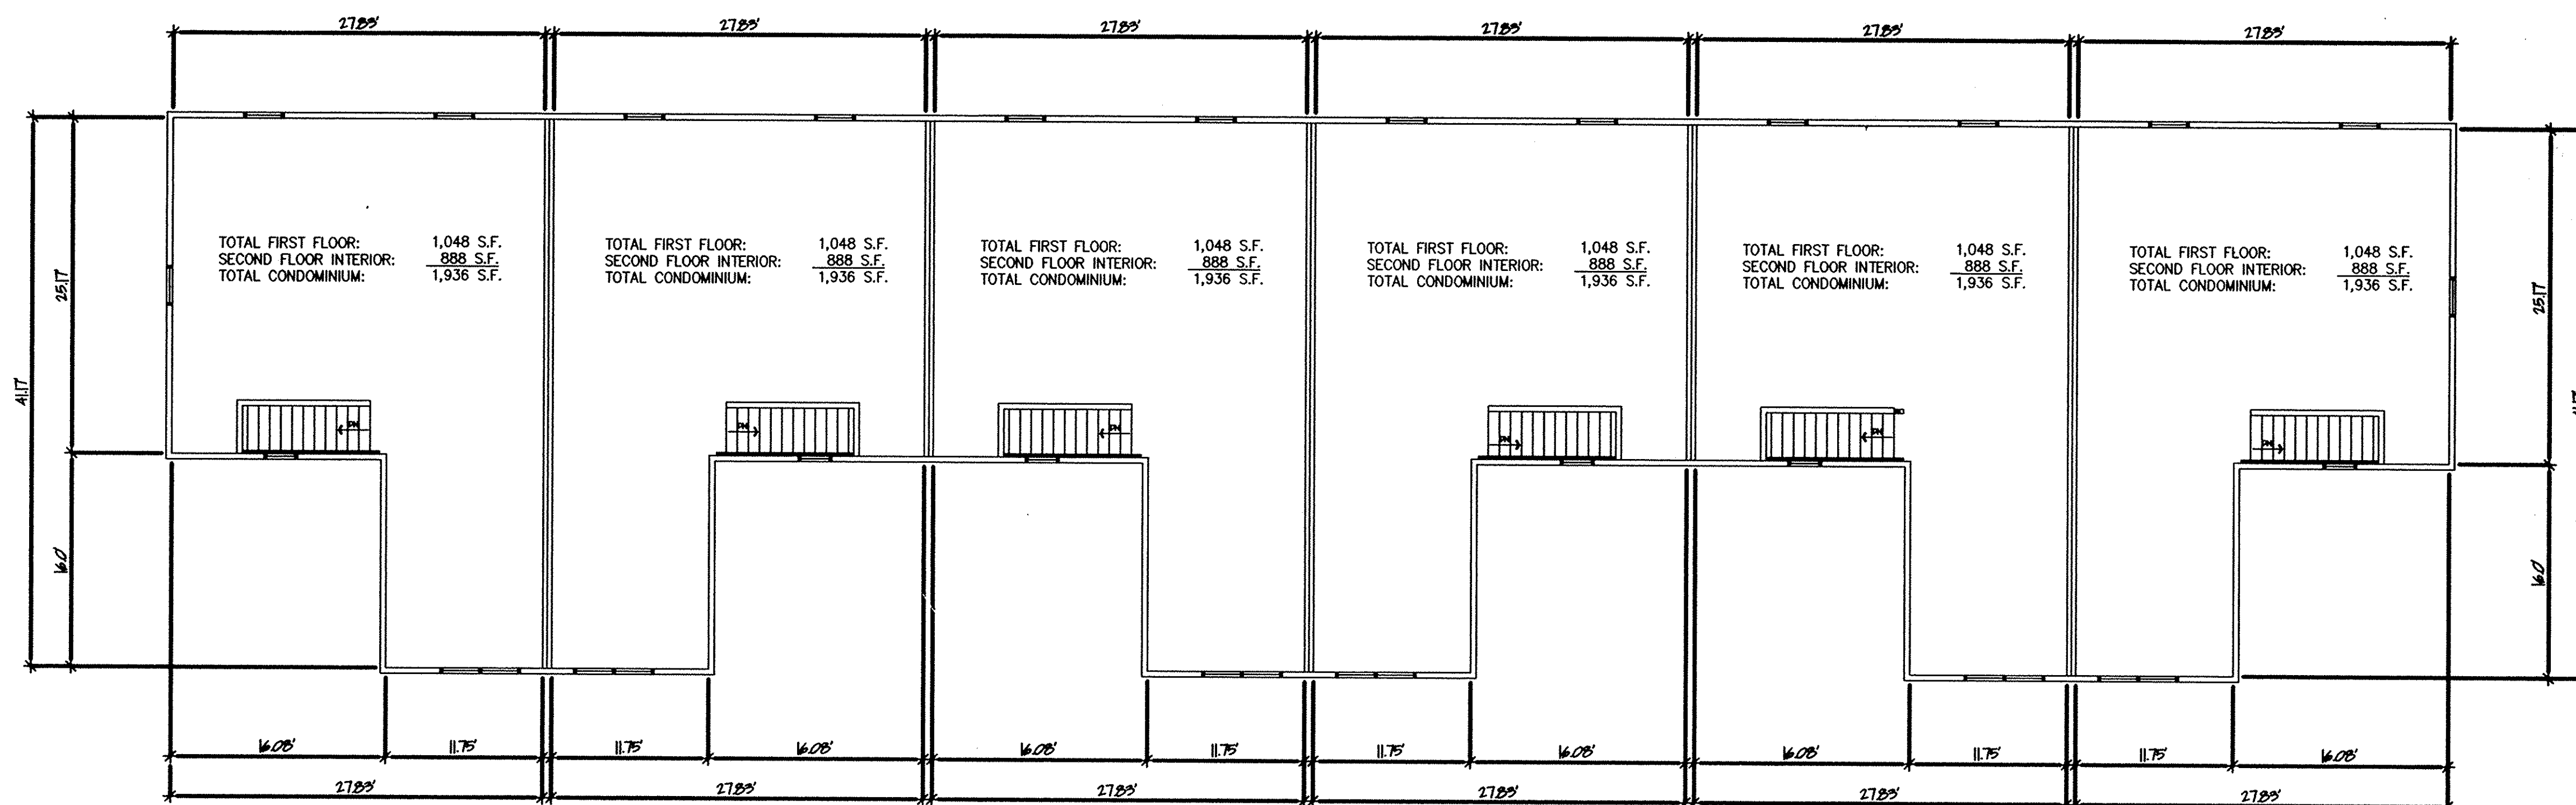 27.83' 27.83' 27.83' 27.83' 27.83' 27.83'
TOTAL FIRST FLOOR: 1,048 S.F.
SECOND FLOOR INTERIOR: 888 S.F.
TOTAL CONDOMINIUM: 1,936 S.F.
TOTAL FIRST FLOOR: 1,048 S.F.
SECOND FLOOR INTERIOR: 888 S.F.
TOTAL CONDOMINIUM: 1,936 S.F.
TOTAL FIRST FLOOR: 1,048 S.F.
SECOND FLOOR INTERIOR: 888 S.F.
TOTAL CONDOMINIUM: 1,936 S.F.
TOTAL FIRST FLOOR: 1,048 S.F.
SECOND FLOOR INTERIOR: 888 S.F.
TOTAL CONDOMINIUM: 1,936 S.F.
TOTAL FIRST FLOOR: 1,048 S.F.
SECOND FLOOR INTERIOR: 888 S.F.
TOTAL CONDOMINIUM: 1,936 S.F.
TOTAL FIRST FLOOR: 1,048 S.F.
SECOND FLOOR INTERIOR: 888 S.F.
TOTAL CONDOMINIUM: 1,936 S.F.
25.17'
25.17'
41.17'
DN DN DN DN DN DN
16.0'
16.0'
16.08' 11.75' 11.75' 16.08' 16.08' 11.75' 11.75' 16.08' 16.08' 11.75' 11.75' 16.08'
27.83' 27.83' 27.83' 27.83' 27.83' 27.83'